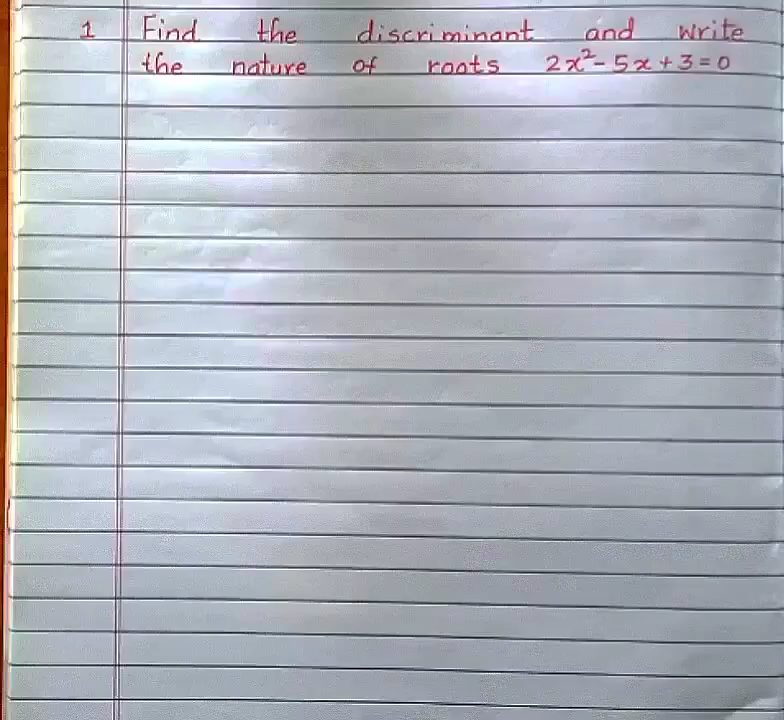 1 Find the discriminant and write
the nature of roots 2x²- 5x + 3 = 0